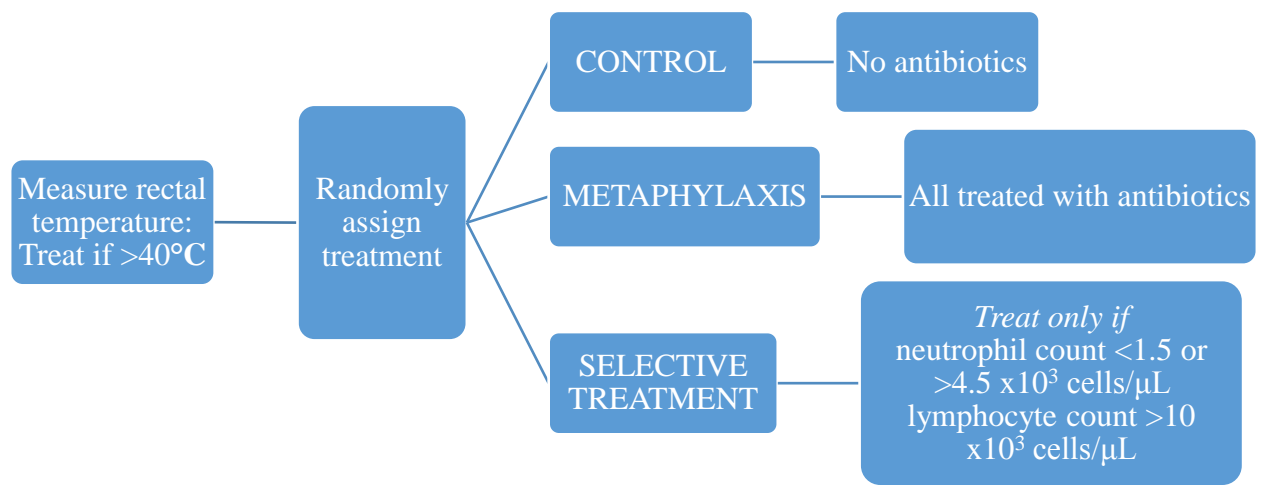 Measure rectal
temperature:
Treat if >40°C
Randomly
assign
treatment
CONTROL
No antibiotics
METAPHYLAXIS
All treated with antibiotics
SELECTIVE
TREATMENT
Treat only if
neutrophil count <1.5 or
>4.5 x10³ cells/μL
lymphocyte count >10
x10³ cells/μL